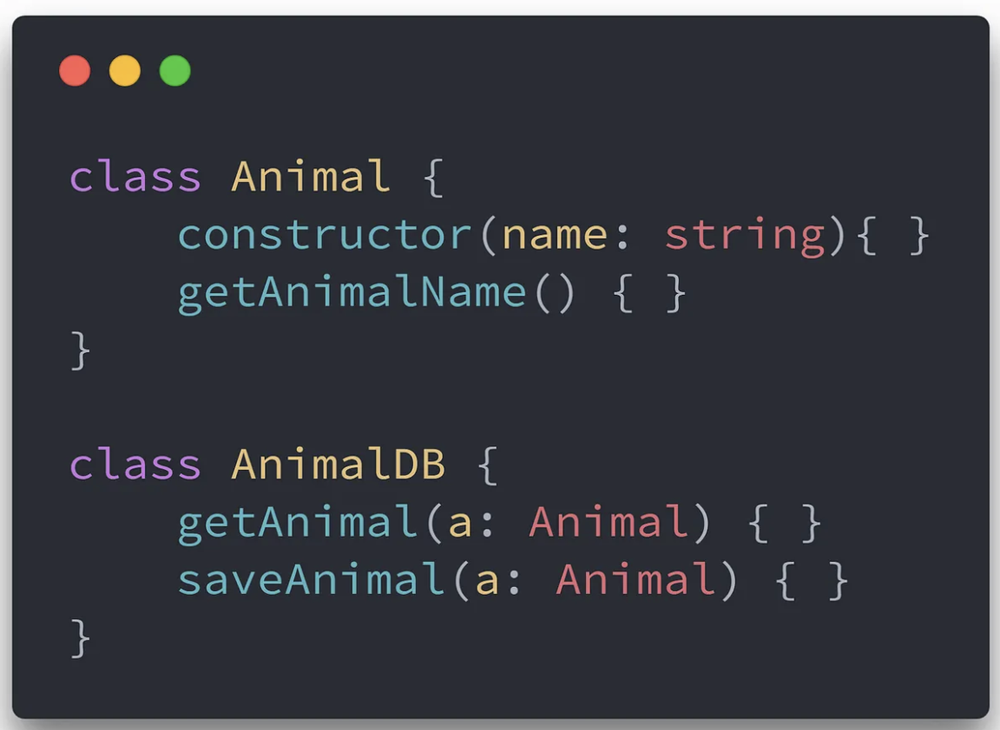 class Animal {
    constructor(name: string){ }
    getAnimalName() { }
}
class AnimalDB {
    getAnimal(a: Animal) { }
    saveAnimal(a: Animal) { }
}